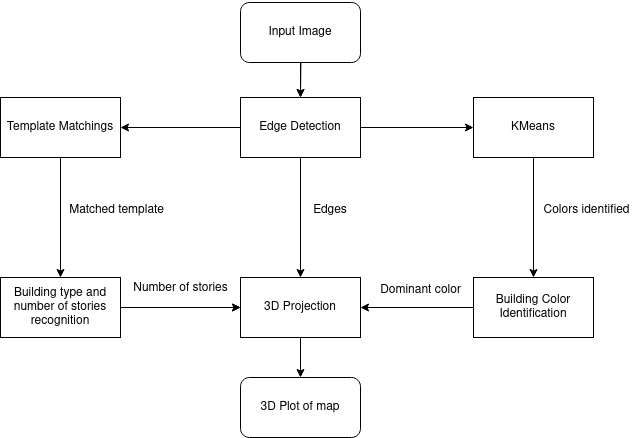 Input Image
Template Matchings
Edge Detection
KMeans
Matched template
Edges
Colors identified
Building type and
number of stories
recognition
Number of stories
3D Projection
Dominant color
Building Color
Identification
3D Plot of map